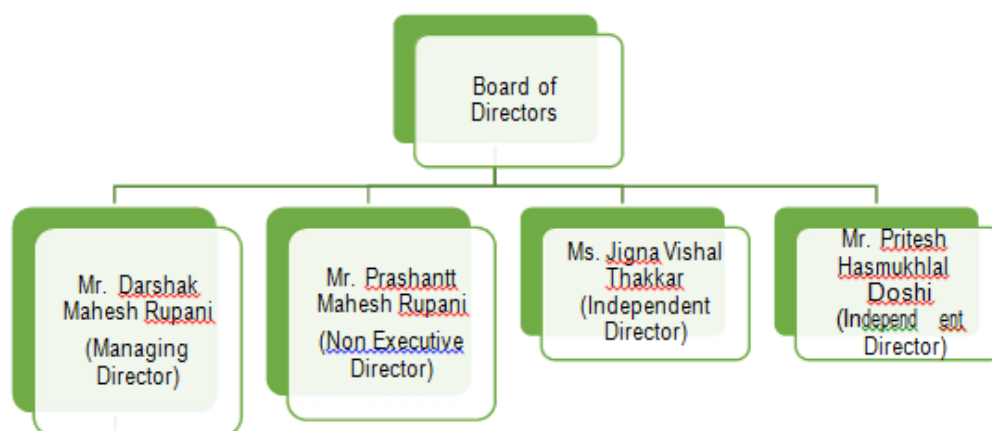 Board of
Directors
Mr. Darshak
Mahesh Rupani
(Managing
Director)
Mr. Prashantt
Mahesh Rupani
(Non Executive
Director)
Ms. Jigna Vishal
Thakkar
(Independent
Director)
Mr. Pritesh
Hasmukhlal
Doshi
(Independ ent
Director)